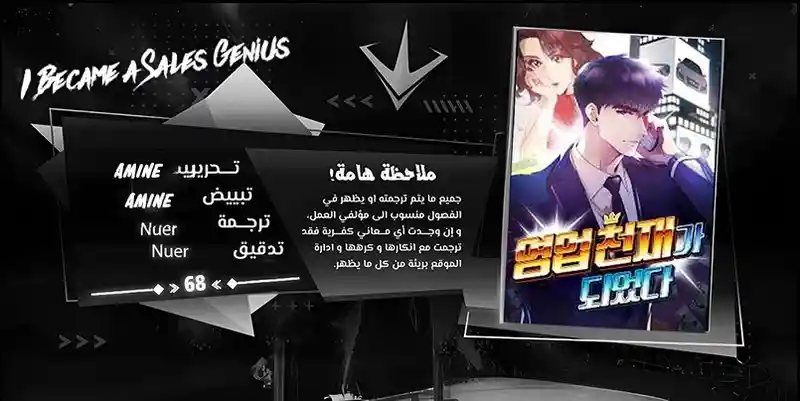 I BECAME A SALES GENIUS
تحريرير AMINE
تبييض AMINE
ترجمة Nuer
تدقيق Nuer
68
ملاحظة هامة!
جميع ما يتم ترجمته او يظهر في
الفصول منسوب الى مؤلفي العمل،
و إن وجدت أي معاني كفرية فقد
ترجمت مع انكارها و كرهها و ادارة
الموقع بريئة من كل ما يظهر.
영업천재가
되었다